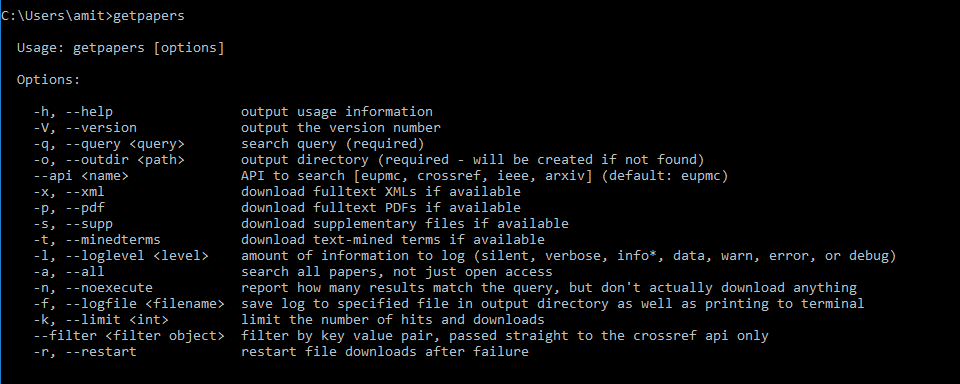 C:\Users\amit>getpapers
Usage: getpapers [options]
Options:
-h, --help output usage information
-V, --version output the version number
-q, --query <query> search query (required)
-o, --outdir <path> output directory (required - will be created if not found)
--api <name> API to search [eupmc, crossref, ieee, arxiv] (default: eupmc)
-x, --xml download fulltext XMLs if available
-p, --pdf download fulltext PDFs if available
-s, --supp download supplementary files if available
-t, --minedterms download text-mined terms if available
-l, --loglevel <level> amount of information to log (silent, verbose, info*, data, warn, error, or debug)
-a, --all search all papers, not just open access
-n, --noexecute report how many results match the query, but don't actually download anything
-f, --logfile <filename> save log to specified file in output directory as well as printing to terminal
-k, --limit <int> limit the number of hits and downloads
--filter <filter object> filter by key value pair, passed straight to the crossref api only
-r, --restart restart file downloads after failure